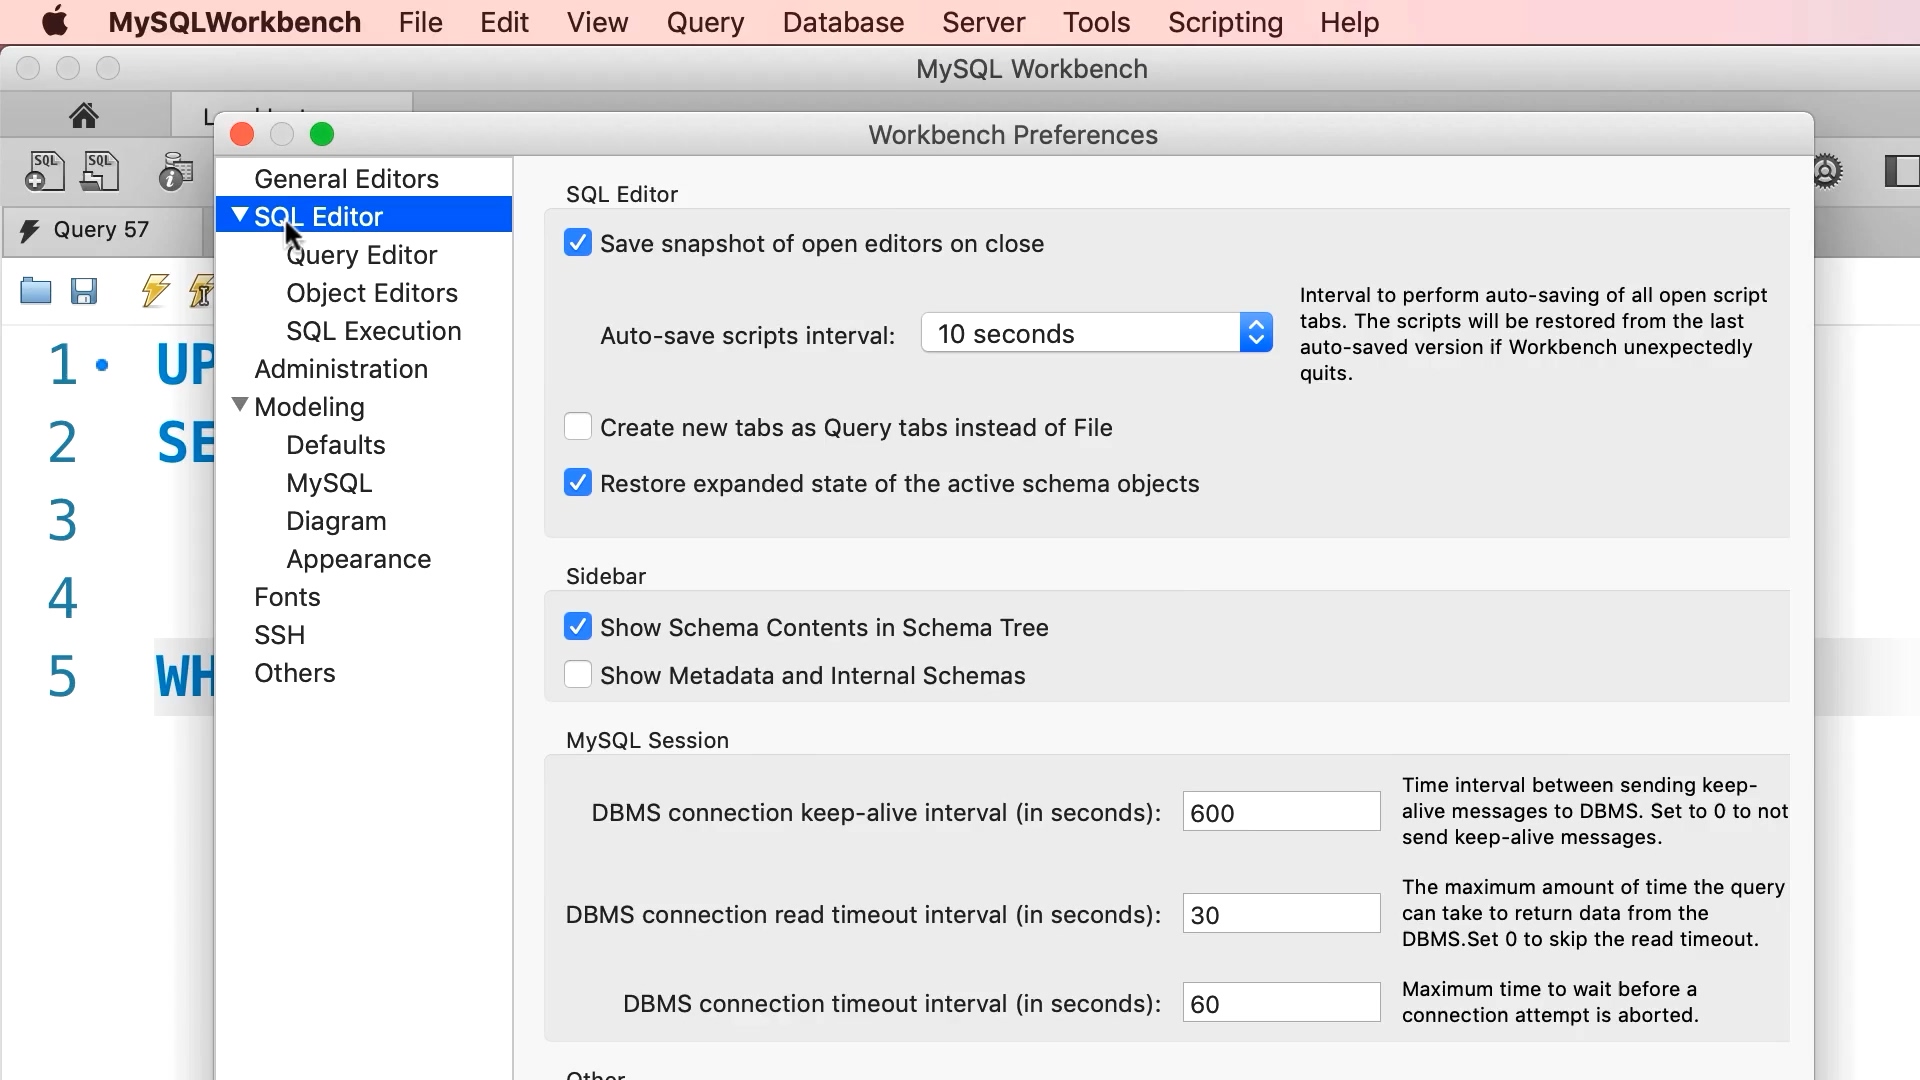 MySQLWorkbench File Edit View Query Database Server Tools Scripting Help
MySQL Workbench
Workbench Preferences
SQL SQL
Query 57
General Editors
SQL Editor
Query Editor
Object Editors
SQL Execution
Administration
Modeling
Defaults
MySQL
Diagram
Appearance
Fonts
SSH
Others
1 UP
2 SE
3
4
5 WH
SQL Editor
Save snapshot of open editors on close
Auto-save scripts interval: 10 seconds
Interval to perform auto-saving of all open script
tabs. The scripts will be restored from the last
auto-saved version if Workbench unexpectedly
quits.
Create new tabs as Query tabs instead of File
Restore expanded state of the active schema objects
Sidebar
Show Schema Contents in Schema Tree
Show Metadata and Internal Schemas
MySQL Session
DBMS connection keep-alive interval (in seconds): 600
Time interval between sending keep-
alive messages to DBMS. Set to 0 to not
send keep-alive messages.
DBMS connection read timeout interval (in seconds): 30
The maximum amount of time the query
can take to return data from the
DBMS.Set 0 to skip the read timeout.
DBMS connection timeout interval (in seconds): 60
Maximum time to wait before a
connection attempt is aborted.
Other